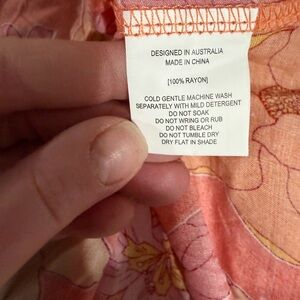 DESIGNED IN AUSTRALIA
MADE IN CHINA
[100% RAYON]
COLD GENTLE MACHINE WASH
SEPARATELY WITH MILD DETERGENT
DO NOT SOAK
DO NOT WRING OR RUB
DO NOT BLEACH
DO NOT TUMBLE DRY
DRY FLAT IN SHADE